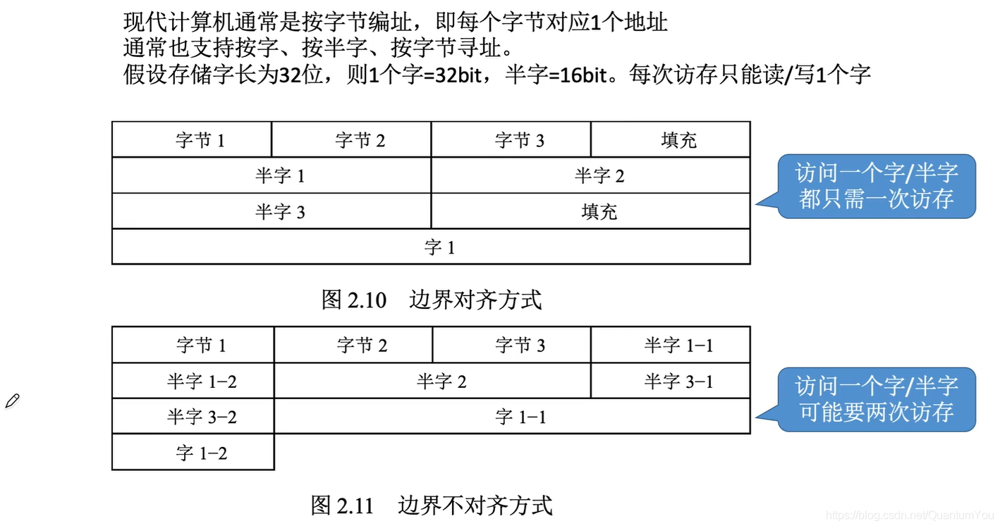 现代计算机通常是按字节编址，即每个字节对应1个地址
通常也支持按字、按半字、按字节寻址。
假设存储字长为32位，则1个字=32bit，半字=16bit。每次访存只能读/写1个字
字节 1 字节 2 字节 3 填充
半字 1 半字 2
半字 3 填充
字 1
访问一个字/半字
都只需一次访存
图 2.10 边界对齐方式
字节 1 字节 2 字节 3 半字 1−1
半字 1−2 半字 2 半字 3−1
半字 3−2 字 1−1
字 1−2
访问一个字/半字
可能要两次访存
图 2.11 边界不对齐方式
https://blog.csdn.net/QuantumYou